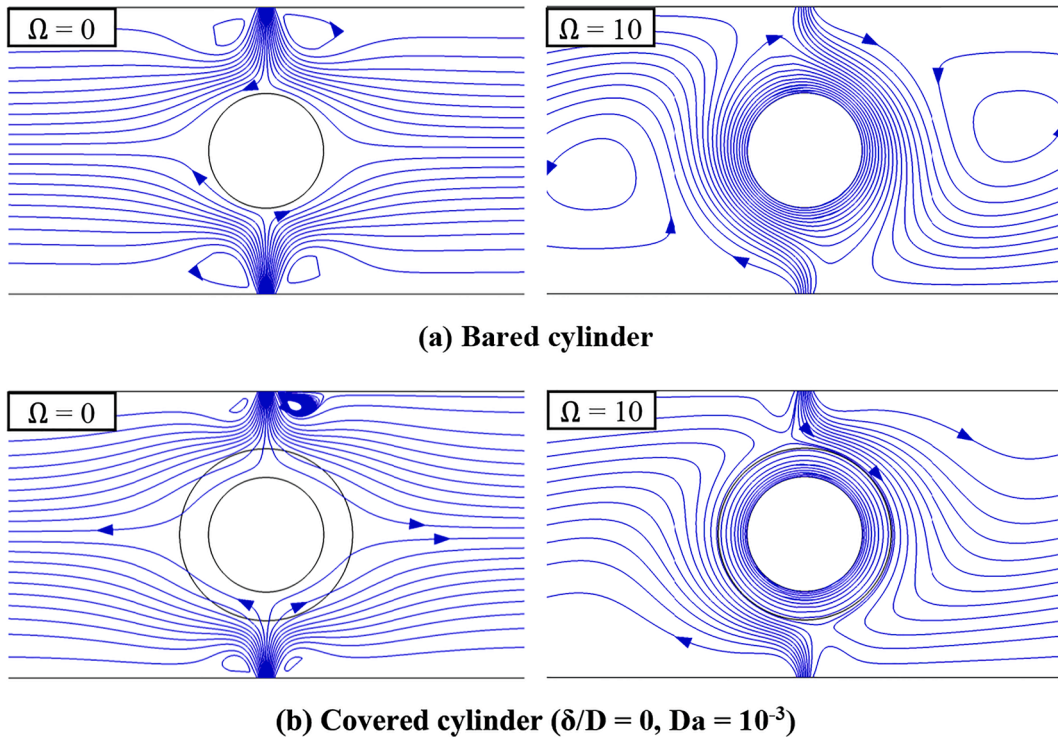 Ω = 0
Ω = 10
(a) Bared cylinder
Ω = 0
Ω = 10
(b) Covered cylinder (δ/D = 0, Da = 10⁻³)